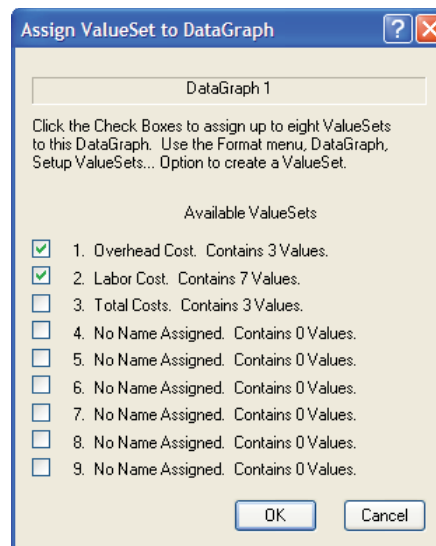 Assign ValueSet to DataGraph
DataGraph 1
Click the Check Boxes to assign up to eight ValueSets
to this DataGraph. Use the Format menu, DataGraph,
Setup ValueSets... Option to create a ValueSet.
Available ValueSets
1. Overhead Cost. Contains 3 Values.
2. Labor Cost. Contains 7 Values.
3. Total Costs. Contains 3 Values.
4. No Name Assigned. Contains 0 Values.
5. No Name Assigned. Contains 0 Values.
6. No Name Assigned. Contains 0 Values.
7. No Name Assigned. Contains 0 Values.
8. No Name Assigned. Contains 0 Values.
9. No Name Assigned. Contains 0 Values.
OK Cancel